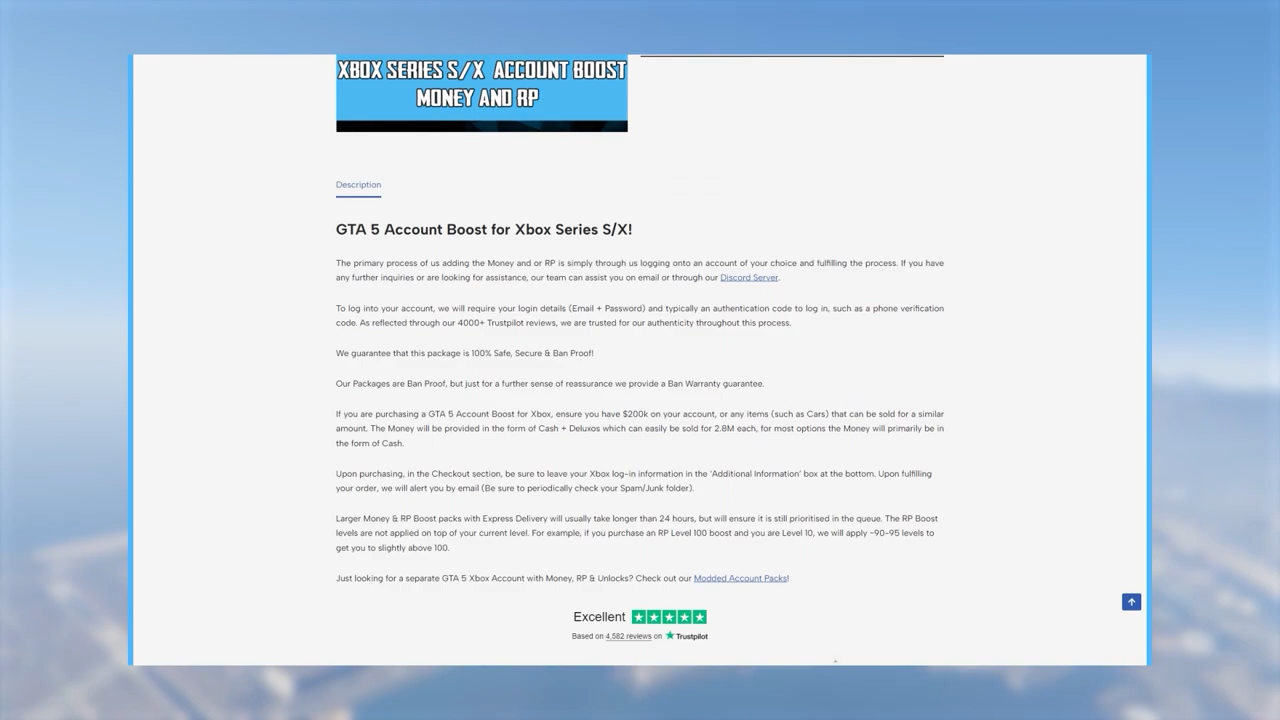 XBOX SERIES S/X ACCOUNT BOOST
MONEY AND RP
Description
GTA 5 Account Boost for Xbox Series S/X!
The primary process of us adding the Money and or RP is simply through us logging onto an account of your choice and fulfilling the process. If you have
any further inquiries or are looking for assistance, our team can assist you on email or through our Discord Server.
To log into your account, we will require your login details (Email + Password) and typically an authentication code to log in, such as a phone verification
code. As reflected through our 4000+ Trustpilot reviews, we are trusted for our authenticity throughout this process.
We guarantee that this package is 100% Safe, Secure & Ban Proof!
Our Packages are Ban Proof, but just for a further sense of reassurance we provide a Ban Warranty guarantee.
If you are purchasing a GTA 5 Account Boost for Xbox, ensure you have $200k on your account, or any items (such as Cars) that can be sold for a similar
amount. The Money will be provided in the form of Cash + Deluxos which can easily be sold for 2.8M each, for most options the Money will primarily be in
the form of Cash.
Upon purchasing, in the Checkout section, be sure to leave your Xbox log-in information in the 'Additional Information' box at the bottom. Upon fulfilling
your order, we will alert you by email (Be sure to periodically check your Spam/Junk folder).
Larger Money & RP Boost packs with Express Delivery will usually take longer than 24 hours, but will ensure it is still prioritised in the queue. The RP Boost
levels are not applied on top of your current level. For example, if you purchase an RP Level 100 boost and you are Level 10, we will apply ~90-95 levels to
get you to slightly above 100.
Just looking for a separate GTA 5 Xbox Account with Money, RP & Unlocks? Check out our Modded Account Packs!
Excellent
Based on 4,582 reviews on Trustpilot